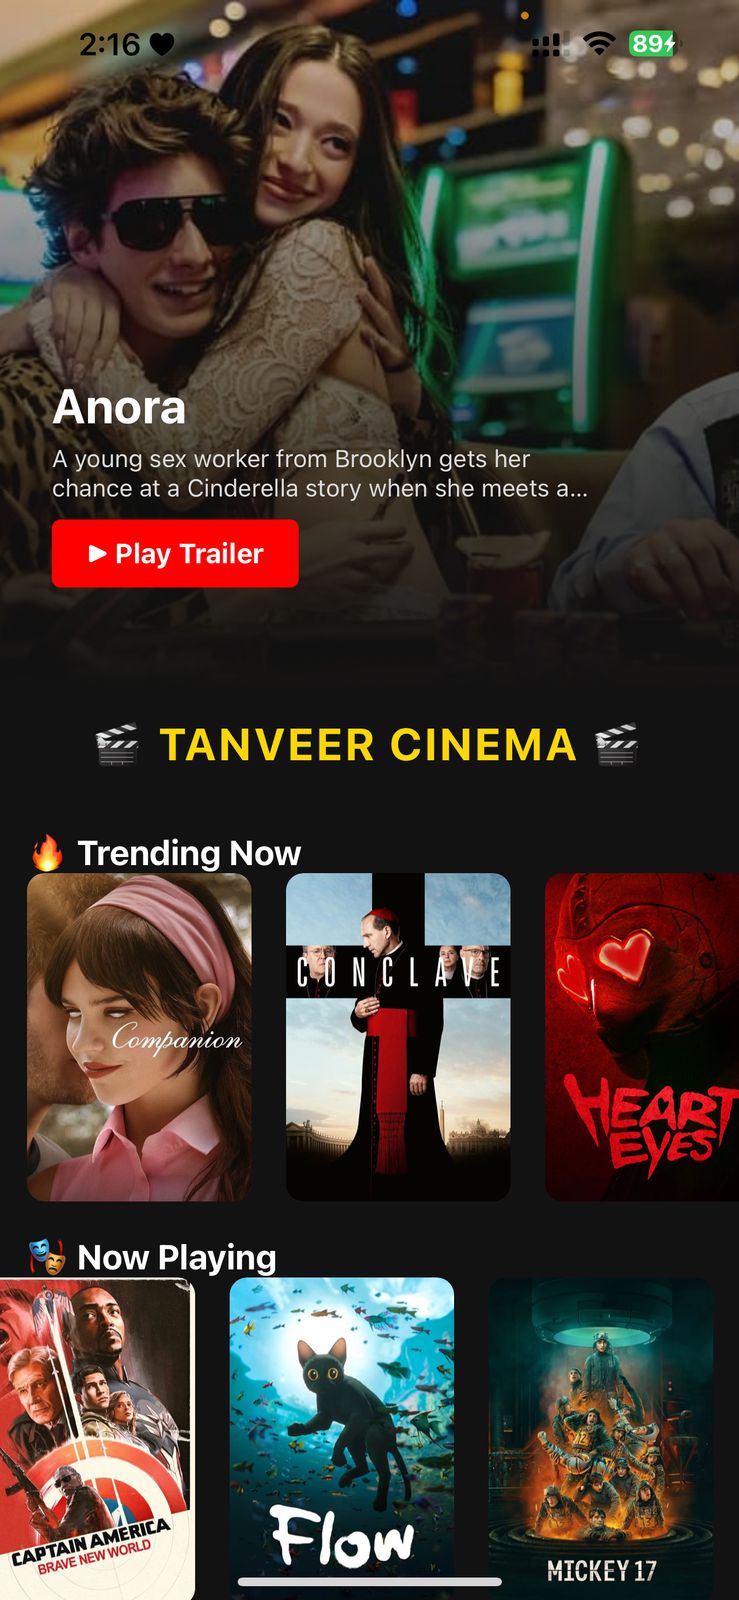 2:16
89
Anora
A young sex worker from Brooklyn gets her
chance at a Cinderella story when she meets a...
Play Trailer
TANVEER CINEMA
Trending Now
Companion
CONCLAVE
HEART
EYES
Now Playing
CAPTAIN AMERICA
BRAVE NEW WORLD
Flow
MICKEY 17